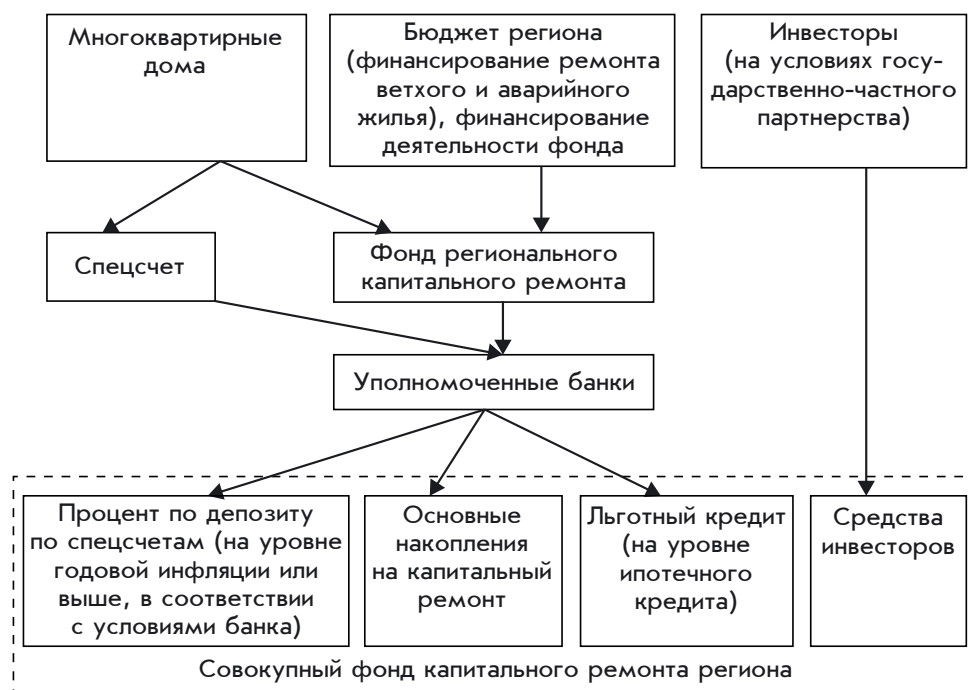 Многоквартирные
дома
Бюджет региона
(финансирование ремонта
ветхого и аварийного
жилья), финансирование
деятельности фонда
Инвесторы
(на условиях госу-
дарственно-частного
партнерства)
Спецсчет
Фонд регионального
капитального ремонта
Уполномоченные банки
Процент по депозиту
по спецсчетам (на уровне
годовой инфляции или
выше, в соответствии
с условиями банка)
Основные
накопления
на капитальный
ремонт
Льготный кредит
(на уровне
ипотечного
кредита)
Средства
инвесторов
Совокупный фонд капитального ремонта региона